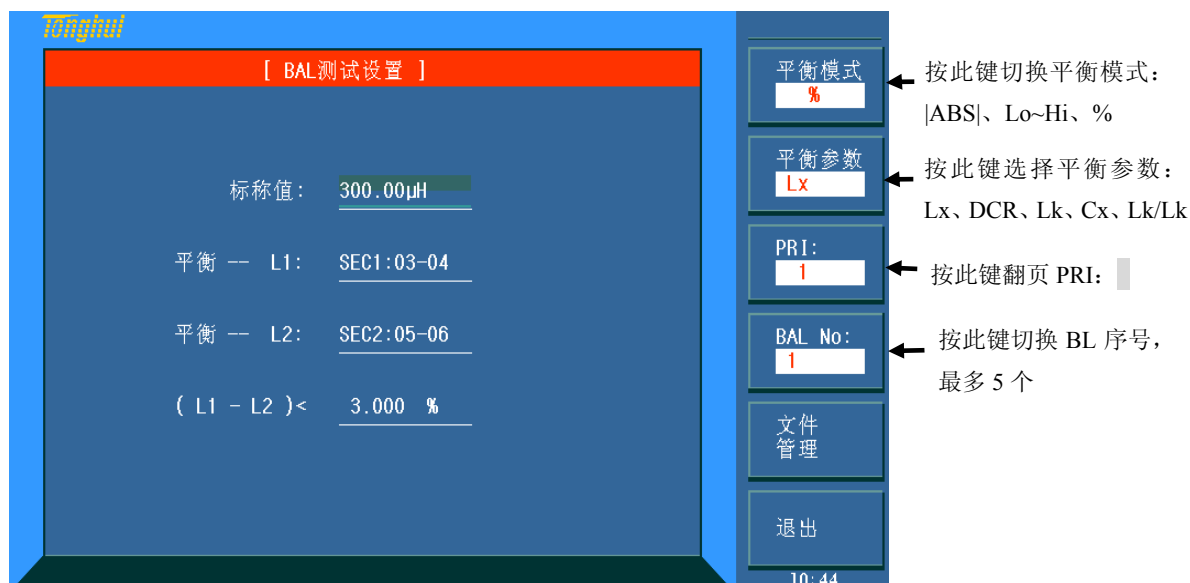 Tonghui
[ BAL测试设置 ]
标称值: 300.00μH
平衡 -- L1: SEC1:03-04
平衡 -- L2: SEC2:05-06
( L1 - L2 )< 3.000 %
平衡模式
%
平衡参数
Lx
PRI:
1
BAL No:
1
文件
管理
退出
10:44
按此键切换平衡模式：
|ABS|、Lo~Hi、%
按此键选择平衡参数：
Lx、DCR、Lk、Cx、Lk/Lk
按此键翻页 PRI：
按此键切换 BL 序号，
最多 5 个